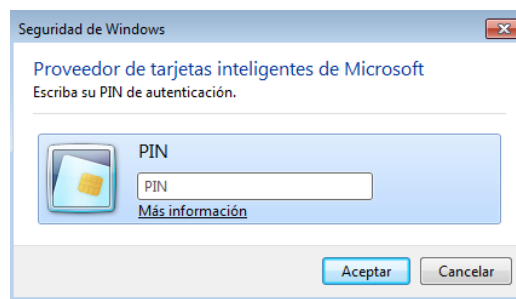 Seguridad de Windows
Proveedor de tarjetas inteligentes de Microsoft
Escriba su PIN de autenticación.
PIN
PIN
Más información
Aceptar Cancelar